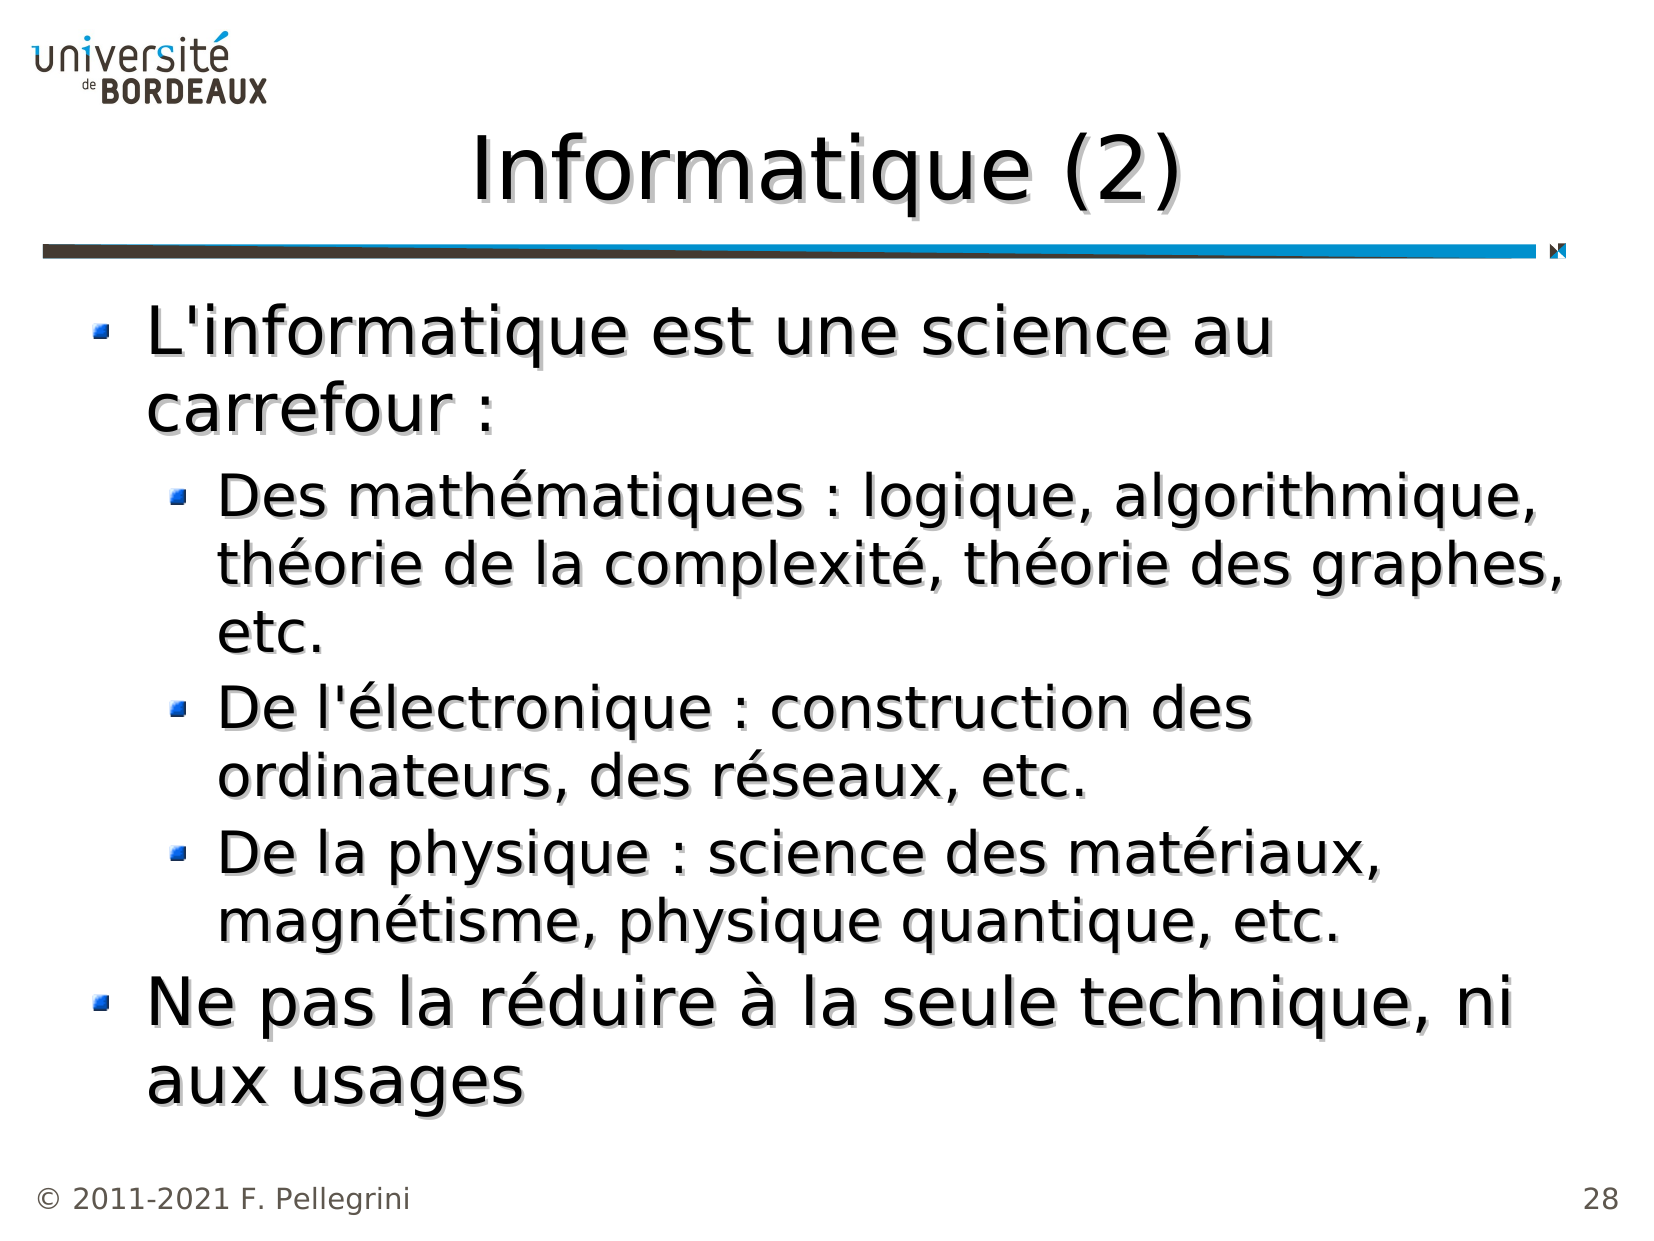 université
de BORDEAUX
Informatique (2)
L'informatique est une science au
carrefour :
Des mathématiques : logique, algorithmique,
théorie de la complexité, théorie des graphes,
etc.
De l'électronique : construction des
ordinateurs, des réseaux, etc.
De la physique : science des matériaux,
magnétisme, physique quantique, etc.
Ne pas la réduire à la seule technique, ni
aux usages
© 2011-2021 F. Pellegrini
28